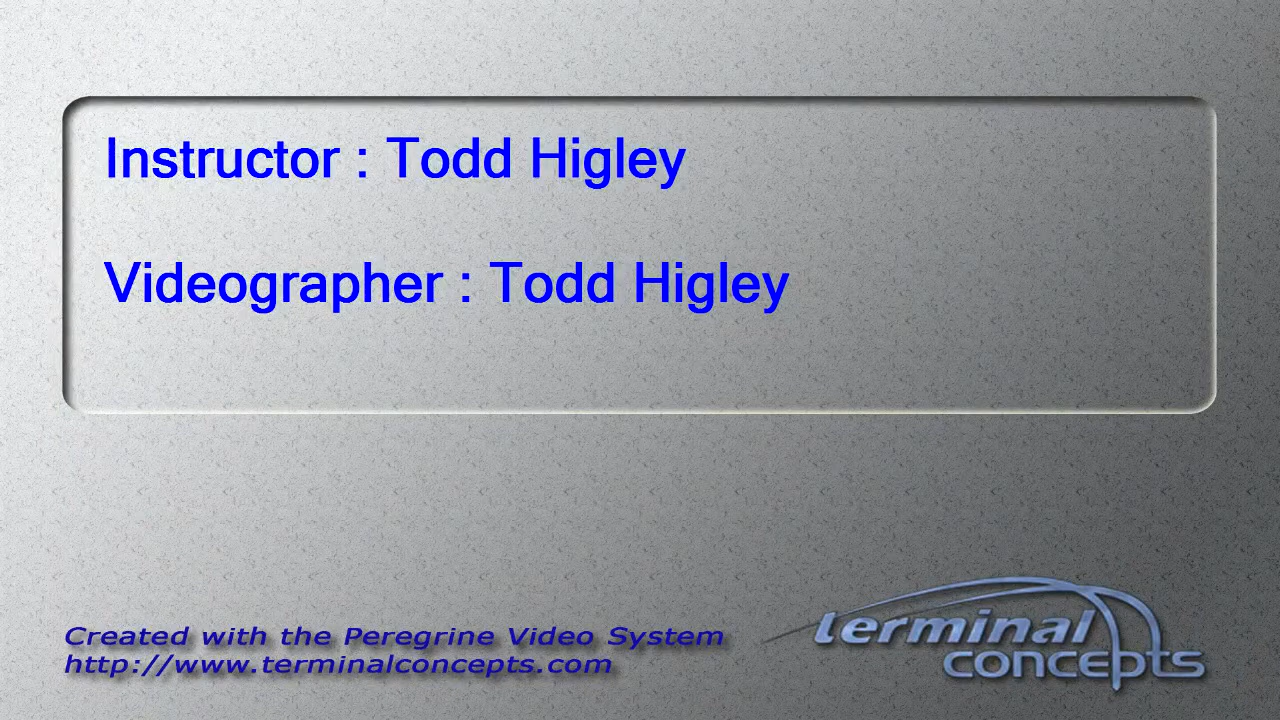 Instructor : Todd Higley
Videographer : Todd Higley
Created with the Peregrine Video System
http://www.terminalconcepts.com
terminal
concepts